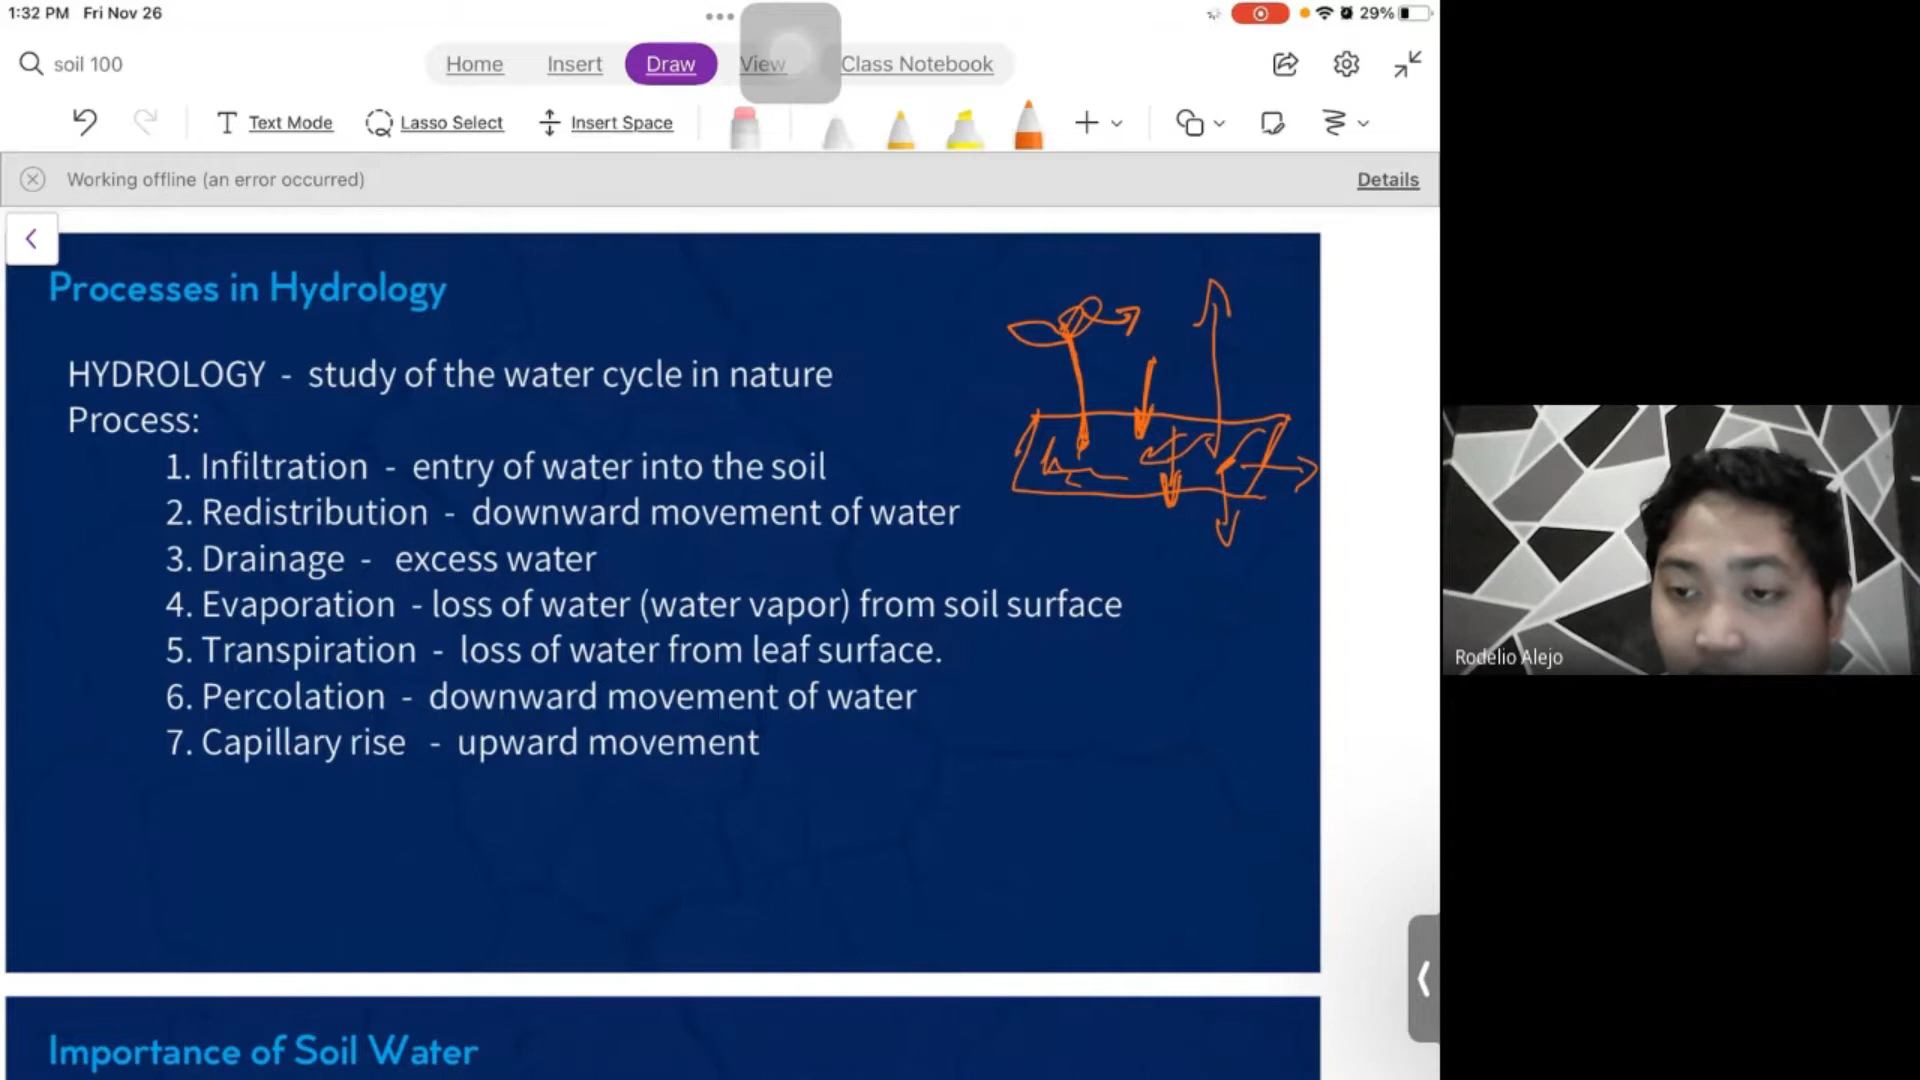 1:32 PM Fri Nov 26
29%
soil 100
Home Insert Draw View Class Notebook
Text Mode Lasso Select Insert Space
Working offline (an error occurred) Details
Processes in Hydrology
HYDROLOGY - study of the water cycle in nature
Process:
1. Infiltration - entry of water into the soil
2. Redistribution - downward movement of water
3. Drainage - excess water
4. Evaporation - loss of water (water vapor) from soil surface
5. Transpiration - loss of water from leaf surface.
6. Percolation - downward movement of water
7. Capillary rise - upward movement
Importance of Soil Water
Rodelio Alejo